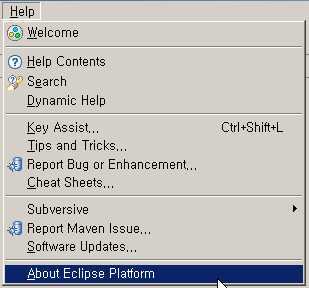 Help
Welcome
Help Contents
Search
Dynamic Help
Key Assist... Ctrl+Shift+L
Tips and Tricks...
Report Bug or Enhancement...
Cheat Sheets...
Subversive
Report Maven Issue...
Software Updates...
About Eclipse Platform